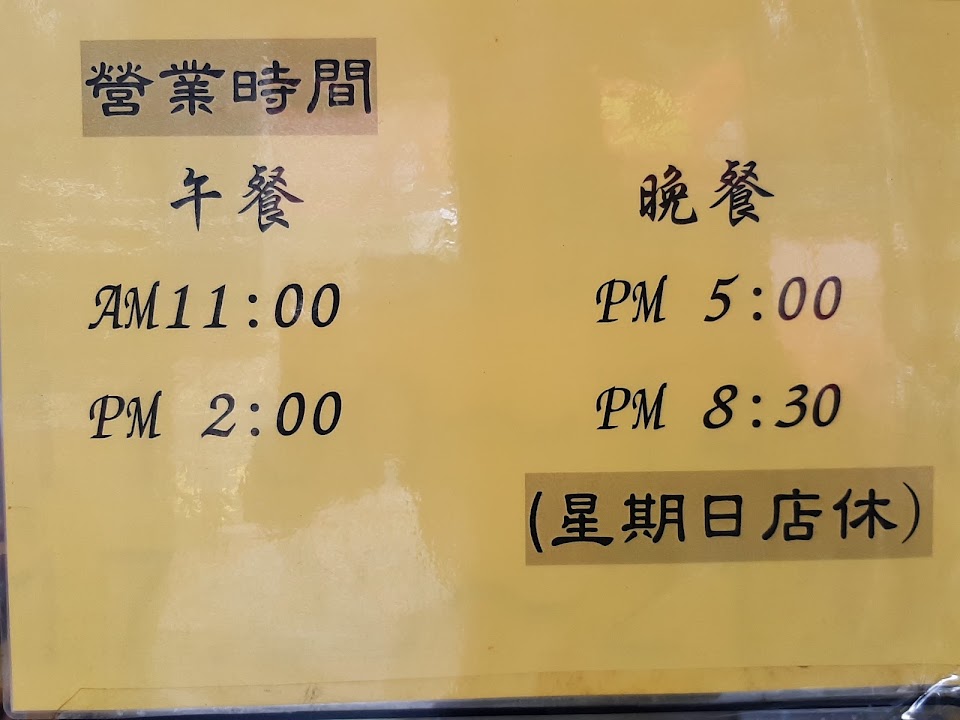 營業時間
午餐
AM11:00
PM 2:00
晚餐
PM 5:00
PM 8:30
(星期日店休)